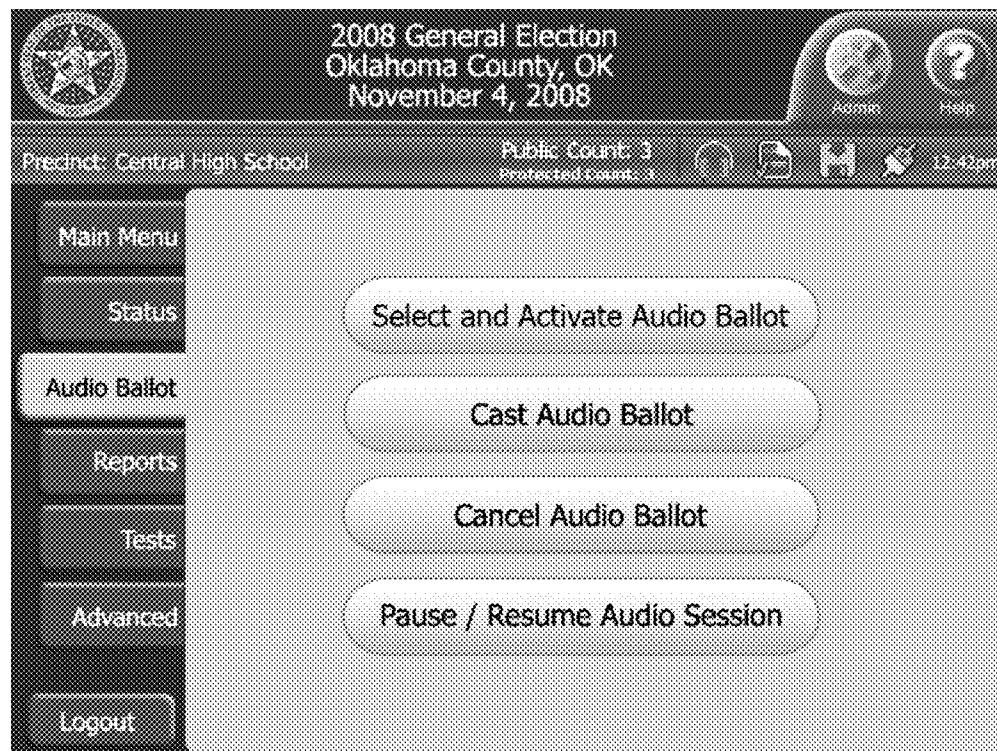 2008 General Election
Oklahoma County, OK
November 4, 2008
Admin
Help
Precinct: Central High School
Public Count: 3
Protected Count: 1
12:42pm
Main Menu
Status
Audio Ballot
Reports
Tests
Advanced
Logout
Select and Activate Audio Ballot
Cast Audio Ballot
Cancel Audio Ballot
Pause / Resume Audio Session